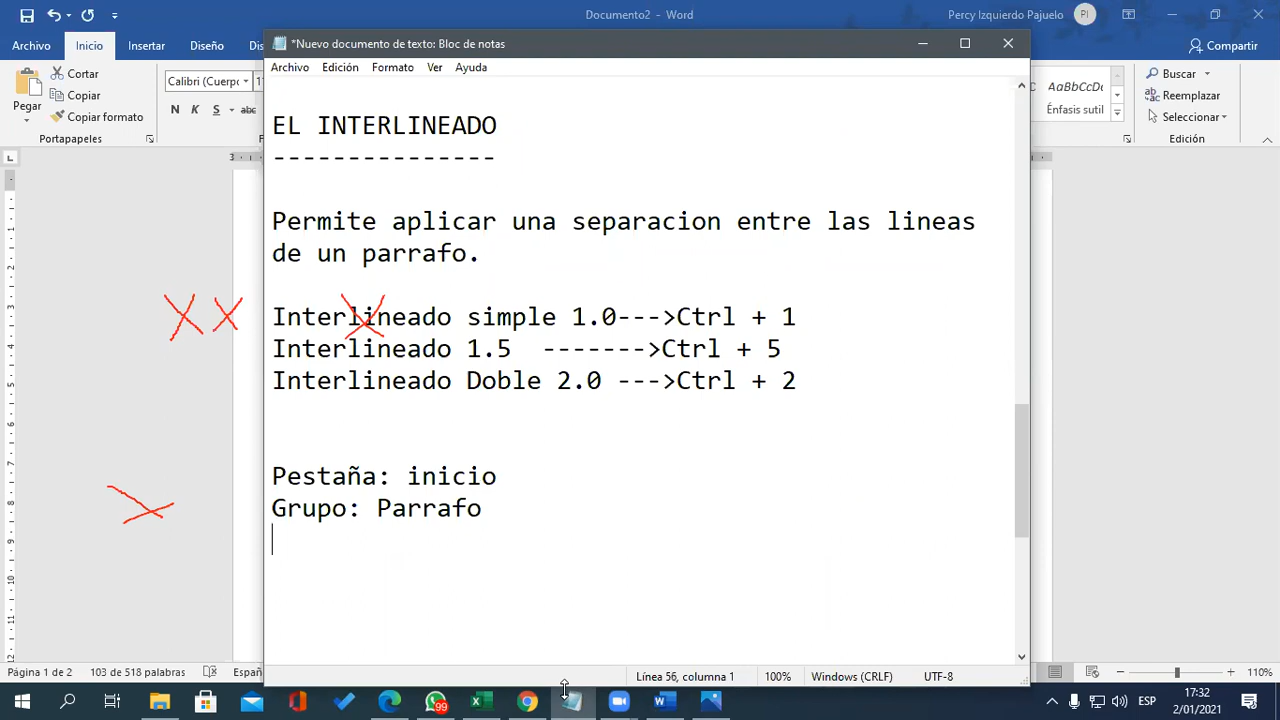 Documento2 - Word
Percy Izquierdo Pajuelo
PI
Archivo
Inicio
Insertar
Diseño
Compartir
*Nuevo documento de texto: Bloc de notas
Archivo Edición Formato Ver Ayuda
Pegar
Cortar
Copiar
Copiar formato
Portapapeles
Calibri (Cuerpo
N K S abc
AaBbCcDc
Énfasis sutil
Buscar
Reemplazar
Seleccionar
Edición
EL INTERLINEADO
---------------
Permite aplicar una separacion entre las lineas
de un parrafo.
Interlineado simple 1.0--->Ctrl + 1
Interlineado 1.5  ------->Ctrl + 5
Interlineado Doble 2.0 --->Ctrl + 2
Pestaña: inicio
Grupo: Parrafo
Línea 56, columna 1
100%
Windows (CRLF)
UTF-8
Página 1 de 2
103 de 518 palabras
Españ
110%
99
ESP
17:32
2/01/2021